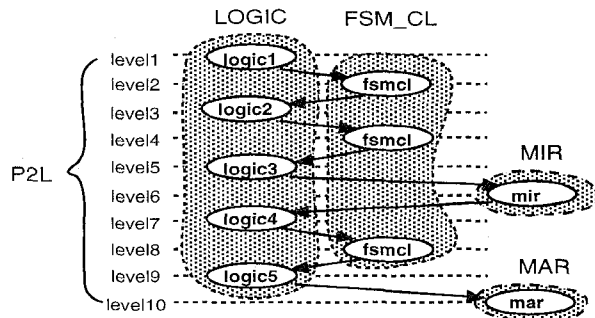 LOGIC FSM_CL
level1 logic1
level2 fsmcl
level3 logic2
level4 fsmcl
MIR
level5 logic3
P2L
level6 mir
level7 logic4
level8 fsmcl
MAR
level9 logic5
level10 mar